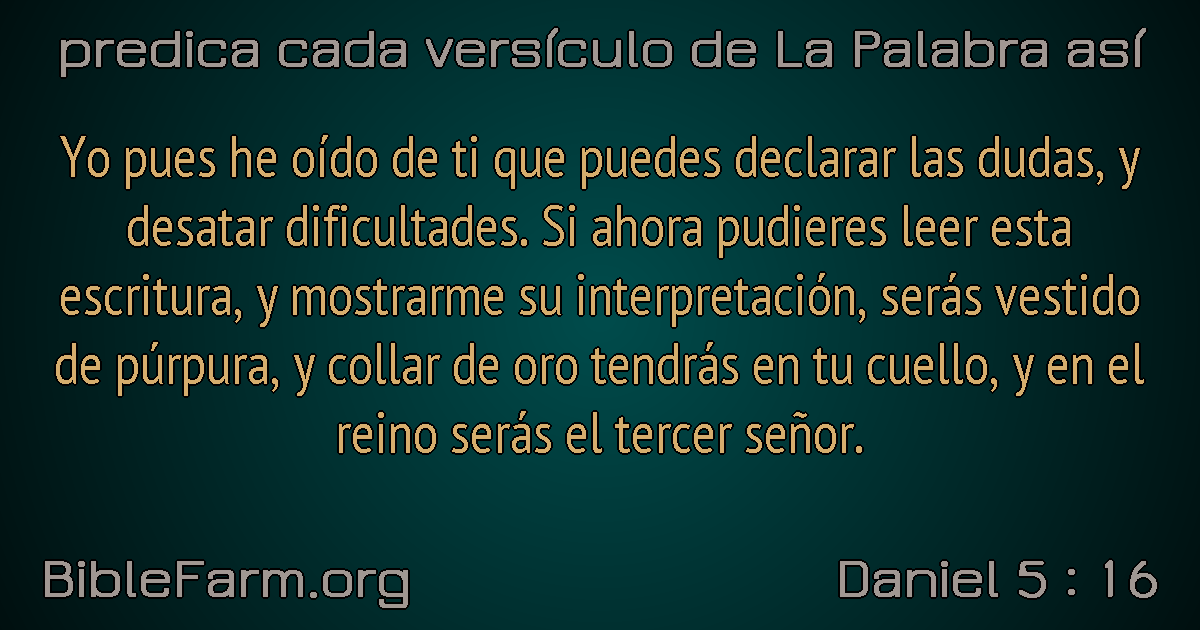 predica cada versículo de La Palabra así
Yo pues he oído de ti que puedes declarar las dudas, y
desatar dificultades. Si ahora pudieres leer esta
escritura, y mostrarme su interpretación, serás vestido
de púrpura, y collar de oro tendrás en tu cuello, y en el
reino serás el tercer señor.
BibleFarm.org
Daniel 5 : 16